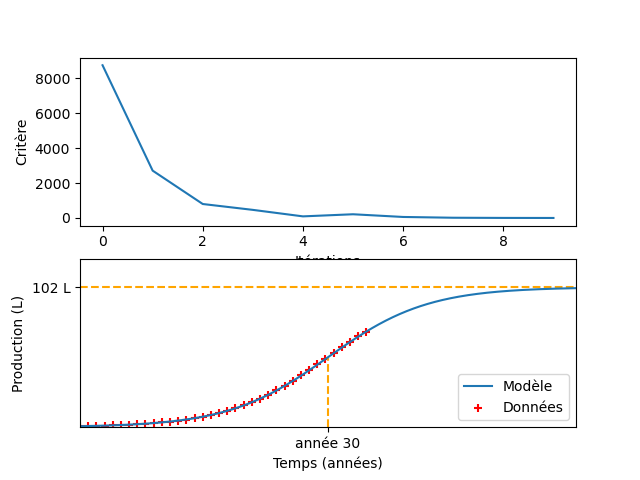 8000
6000
4000
2000
0
Critère
0 2 4 6 8
Itérations
102 L
Production (L)
Modèle
Données
année 30
Temps (années)